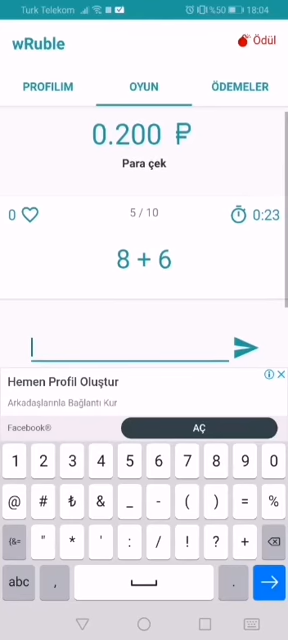 Turk Telekom %50 18:04
wRuble
Ödül
PROFILIM OYUN ÖDEMELER
0.200 ₽
Para çek
0 5 / 10 0:23
8 + 6
Hemen Profil Oluştur
Arkadaşlarınla Bağlantı Kur
Facebook® AÇ
1 2 3 4 5 6 7 8 9 0
@ # ₺ & _ - ( ) = %
{&= " * ' : / ! ? +
abc , .